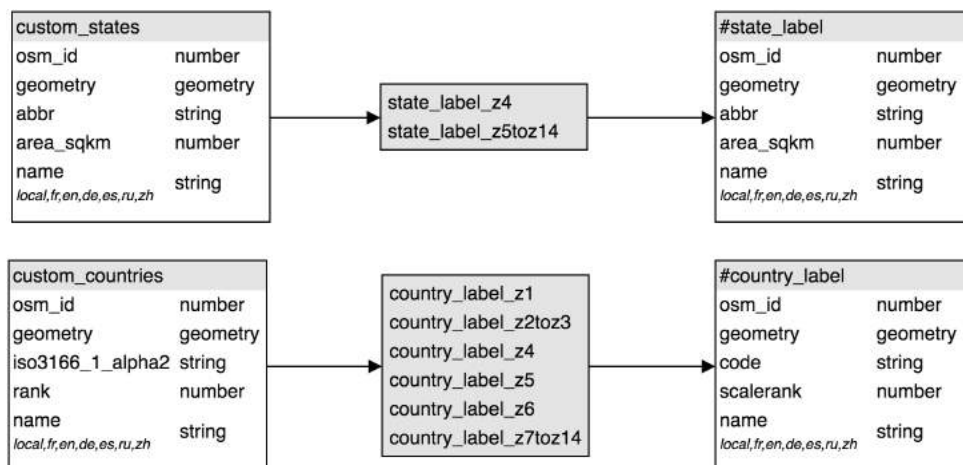 custom_states
osm_id number
geometry geometry
abbr string
area_sqkm number
name
string
local,fr,en,de,es,ru,zh
state_label_z4
state_label_z5toz14
#state_label
osm_id number
geometry geometry
abbr string
area_sqkm number
name
string
local,fr,en,de,es,ru,zh
custom_countries
osm_id number
geometry geometry
iso3166_1_alpha2 string
rank number
name
string
local,fr,en,de,es,ru,zh
country_label_z1
country_label_z2toz3
country_label_z4
country_label_z5
country_label_z6
country_label_z7toz14
#country_label
osm_id number
geometry geometry
code string
scalerank number
name
string
local,fr,en,de,es,ru,zh